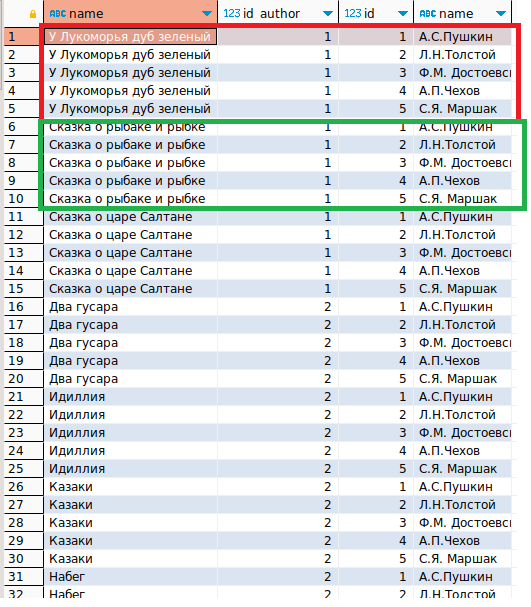 ABC name 123 id_author 123 id ABC name
1 У Лукоморья дуб зеленый 1 1 А.С.Пушкин
2 У Лукоморья дуб зеленый 1 2 Л.Н.Толстой
3 У Лукоморья дуб зеленый 1 3 Ф.М. Достоевс
4 У Лукоморья дуб зеленый 1 4 А.П.Чехов
5 У Лукоморья дуб зеленый 1 5 С.Я. Маршак
6 Сказка о рыбаке и рыбке 1 1 А.С.Пушкин
7 Сказка о рыбаке и рыбке 1 2 Л.Н.Толстой
8 Сказка о рыбаке и рыбке 1 3 Ф.М. Достоевс
9 Сказка о рыбаке и рыбке 1 4 А.П.Чехов
10 Сказка о рыбаке и рыбке 1 5 С.Я. Маршак
11 Сказка о царе Салтане 1 1 А.С.Пушкин
12 Сказка о царе Салтане 1 2 Л.Н.Толстой
13 Сказка о царе Салтане 1 3 Ф.М. Достоевс
14 Сказка о царе Салтане 1 4 А.П.Чехов
15 Сказка о царе Салтане 1 5 С.Я. Маршак
16 Два гусара 2 1 А.С.Пушкин
17 Два гусара 2 2 Л.Н.Толстой
18 Два гусара 2 3 Ф.М. Достоевс
19 Два гусара 2 4 А.П.Чехов
20 Два гусара 2 5 С.Я. Маршак
21 Идиллия 2 1 А.С.Пушкин
22 Идиллия 2 2 Л.Н.Толстой
23 Идиллия 2 3 Ф.М. Достоевс
24 Идиллия 2 4 А.П.Чехов
25 Идиллия 2 5 С.Я. Маршак
26 Казаки 2 1 А.С.Пушкин
27 Казаки 2 2 Л.Н.Толстой
28 Казаки 2 3 Ф.М. Достоевс
29 Казаки 2 4 А.П.Чехов
30 Казаки 2 5 С.Я. Маршак
31 Набег 2 1 А.С.Пушкин
32 Набег 2 2 Л.Н.Толстой